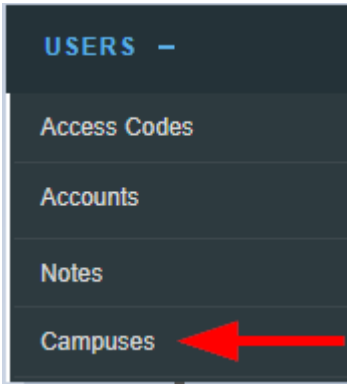 USERS –
Access Codes
Accounts
Notes
Campuses